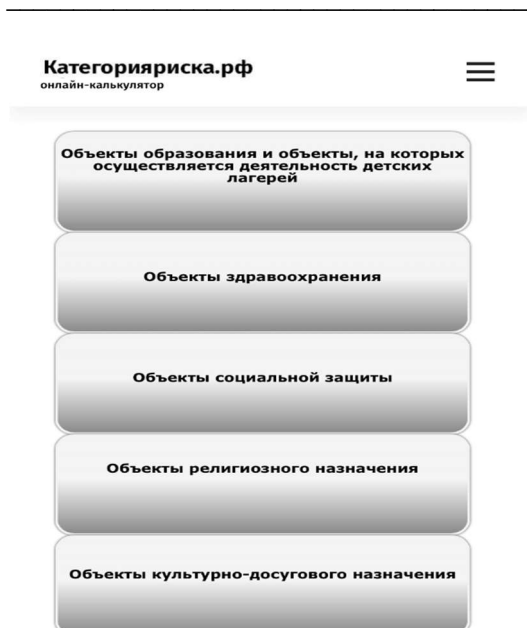 Категорияриска.рф
онлайн-калькулятор
Объекты образования и объекты, на которых
осуществляется деятельность детских
лагерей
Объекты здравоохранения
Объекты социальной защиты
Объекты религиозного назначения
Объекты культурно-досугового назначения